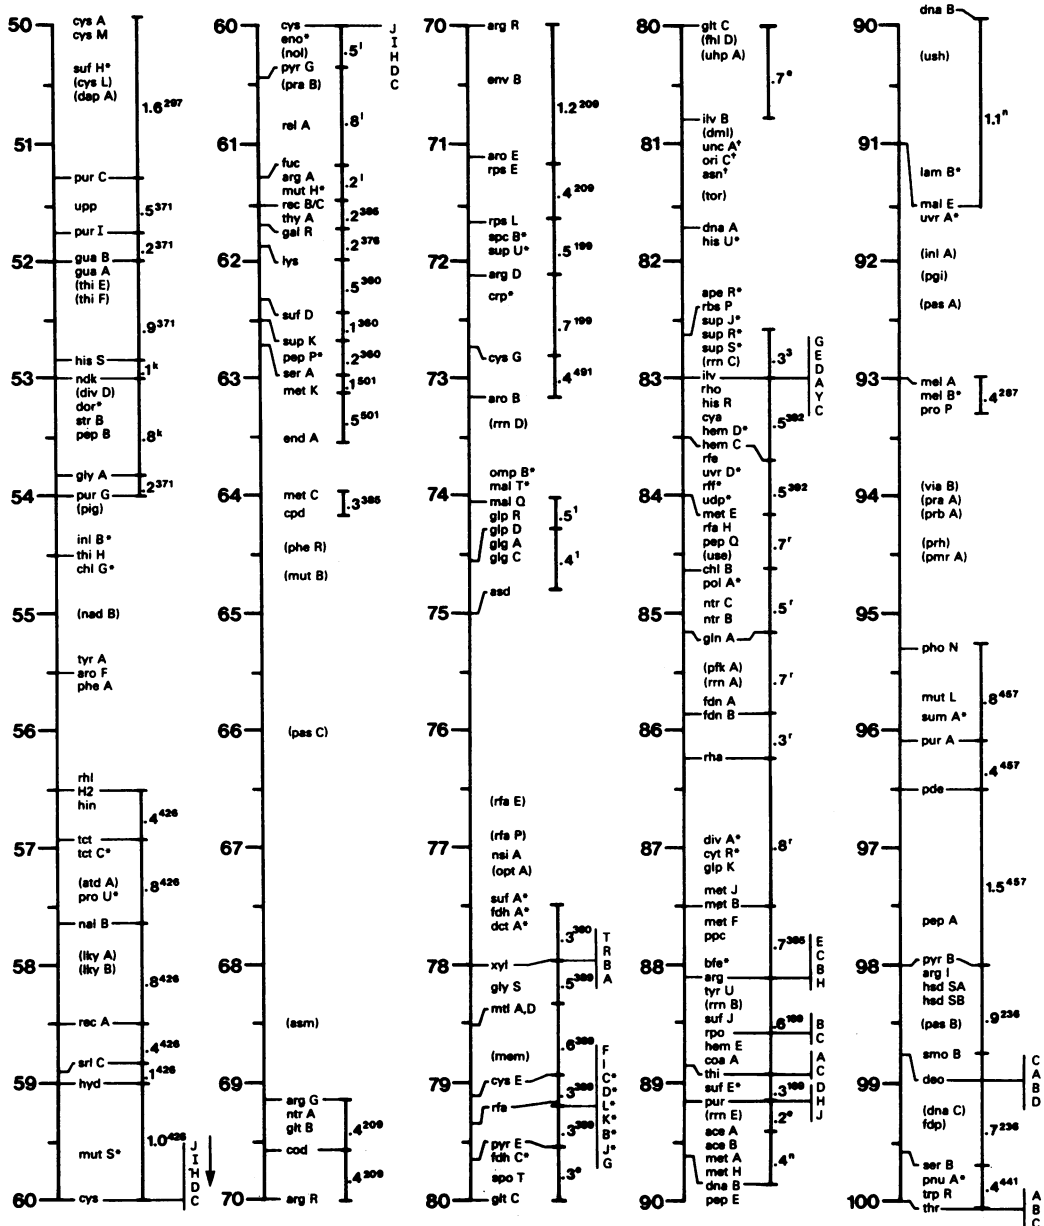 50
cys A
cys M
suf H*
(cys L)
(dap A)
1.6 297
51
pur C
upp
.5 371
pur I
.2 371
52
gua B
gua A
(thi E)
(thi F)
.9 371
his S
.1 k
53
ndk
(div D)
dor*
str B
pep B
.8 k
gly A
.2 371
54
pur G
(pig)
inl B*
thi H
chl G*
55
(nad B)
tyr A
aro F
phe A
56
rhl
H2
hin
.4 426
tct
57
tct C*
(atd A)
pro U*
.8 426
nal B
(lky A)
58
(lky B)
.8 426
rec A
.4 426
srl C
.1 426
59
hyd
1.0 426
mut S*
J
I
H
D
C
60
cys
60
cys
J
I
H
D
C
eno*
(nol)
.5 l
pyr G
(pra B)
rel A
.8 l
61
fuc
arg A
.2 l
mut H*
rec B/C
thy A
.2 386
gal R
.2 376
62
lys
.5 360
suf D
.1 360
sup K
pep P*
.2 360
63
ser A
.1 501
met K
.5 501
end A
64
met C
.3 385
cpd
(phe R)
(mut B)
65
66
(pas C)
67
68
(asm)
69
arg G
ntr A
glt B
.4 209
cod
.4 209
70
arg R
70
arg R
env B
1.2 209
71
aro E
rps E
.4 209
rps L
spc B*
sup U*
.5 199
72
arg D
crp*
.7 199
cys G
73
.4 491
aro B
(rrn D)
omp B*
mal T*
74
mal Q
glp R
.5 1
glp D
glg A
glg C
.4 1
asd
75
76
(rfa E)
(rfa P)
77
nsi A
(opt A)
suf A*
fdh A*
dct A*
.3 380
T
R
B
A
78
xyl
gly S
.5 389
mtl A,D
.6 389
(mem)
F
I
C*
D*
L*
K*
B*
J*
G
79
cys E
.3 389
rfa
.3 389
pyr E
fdh C*
spo T
.3 e
80
glt C
80
glt C
(fhl D)
(uhp A)
.7 e
ilv B
81
(dml)
unc A†
ori C†
asn†
(tor)
dna A
his U*
82
ape R*
rbs P
sup J*
sup R*
sup S*
(rrn C)
.3 3
G
E
D
A
Y
C
83
ilv
rho
his R
cya
.5 392
hem D*
hem C
rfe
uvr D*
rff*
.5 392
84
udp*
met E
rfa H
pep Q
.7 r
(use)
chl B
pol A*
ntr C
.5 r
85
ntr B
gln A
(pfk A)
(rrn A)
.7 r
fdn A
fdn B
86
.3 r
rha
87
div A*
cyt R*
.8 r
glp K
met J
met B
met F
ppc
.7 385
E
C
B
H
88
bfe*
arg
tyr U
(rrn B)
suf J
.6 169
B
C
rpo
hem E
coa A
A
C
thi
89
suf E*
.3 169
D
H
J
pur
(rrn E)
.2 e
ace A
ace B
met A
.4 n
met H
dna B
90
pep E
90
dna B
(ush)
1.1 n
91
lam B*
mal E
uvr A*
(inl A)
92
(pgi)
(pas A)
93
mel A
mel B*
.4 287
pro P
(via B)
(pra A)
94
(prb A)
(prh)
(pmr A)
95
pho N
mut L
.8 457
sum A*
96
pur A
.4 457
pde
97
1.5 457
pep A
98
pyr B
arg I
hsd SA
hsd SB
(pas B)
.9 236
smo B
C
A
B
D
99
deo
(dna C)
fdp)
.7 236
ser B
pnu A*
.4 441
trp R
100
thr
A
B
C